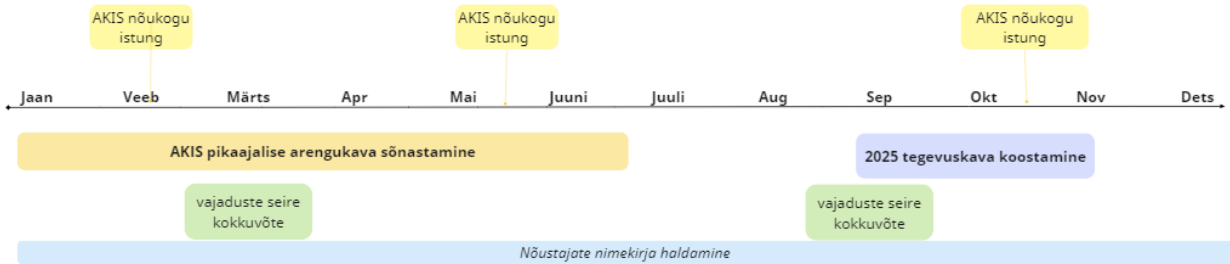 AKIS nõukogu
istung
AKIS nõukogu
istung
AKIS nõukogu
istung
Jaan Veeb Märts Apr Mai Juuni Juuli Aug Sep Okt Nov Dets
AKIS pikaajalise arengukava sõnastamine
2025 tegevuskava koostamine
vajaduste seire
kokkuvõte
vajaduste seire
kokkuvõte
Nõustajate nimekirja haldamine